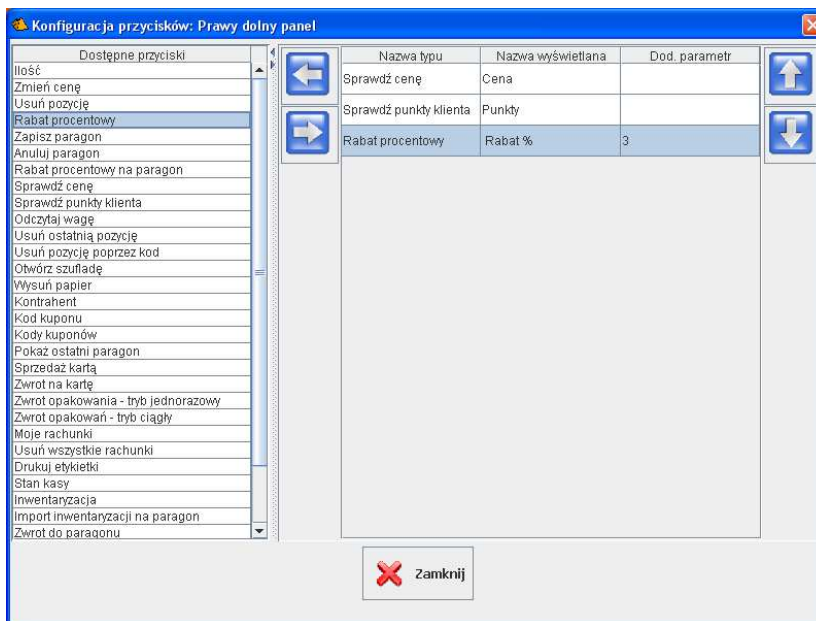 Konfiguracja przycisków: Prawy dolny panel
Dostępne przyciski
Ilość
Zmień cenę
Usuń pozycję
Rabat procentowy
Zapisz paragon
Anuluj paragon
Rabat procentowy na paragon
Sprawdź cenę
Sprawdź punkty klienta
Odczytaj wagę
Usuń ostatnią pozycję
Usuń pozycję poprzez kod
Otwórz szufladę
Wysuń papier
Kontrahent
Kod kuponu
Kody kuponów
Pokaż ostatni paragon
Sprzedaż kartą
Zwrot na kartę
Zwrot opakowania - tryb jednorazowy
Zwrot opakowań - tryb ciągły
Moje rachunki
Usuń wszystkie rachunki
Drukuj etykietki
Stan kasy
Inwentaryzacja
Import inwentaryzacji na paragon
Zwrot do paragonu
Nazwa typu Nazwa wyświetlana Dod. parametr
Sprawdź cenę Cena
Sprawdź punkty klienta Punkty
Rabat procentowy Rabat % 3
Zamknij